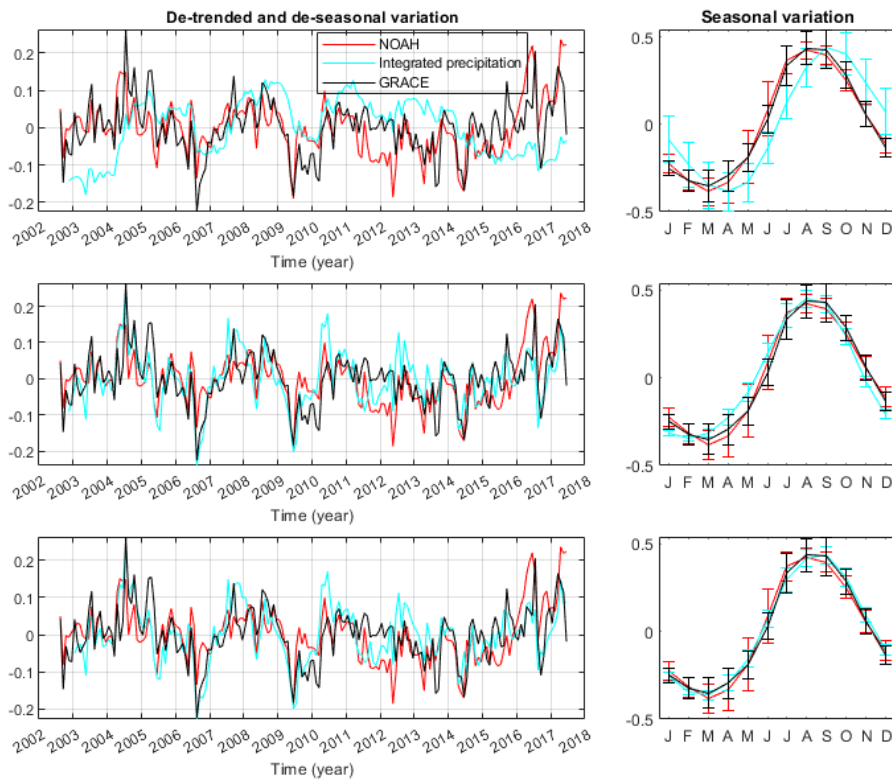 De-trended and de-seasonal variation
Seasonal variation
NOAH
Integrated precipitation
GRACE
0.2
0.1
0
-0.1
-0.2
2002 2003 2004 2005 2006 2007 2008 2009 2010 2011 2012 2013 2014 2015 2016 2017 2018
Time (year)
0.5
0
-0.5
J F M A M J J A S O N D
0.2
0.1
0
-0.1
-0.2
2002 2003 2004 2005 2006 2007 2008 2009 2010 2011 2012 2013 2014 2015 2016 2017 2018
Time (year)
0.5
0
-0.5
J F M A M J J A S O N D
0.2
0.1
0
-0.1
-0.2
2002 2003 2004 2005 2006 2007 2008 2009 2010 2011 2012 2013 2014 2015 2016 2017 2018
Time (year)
0.5
0
-0.5
J F M A M J J A S O N D